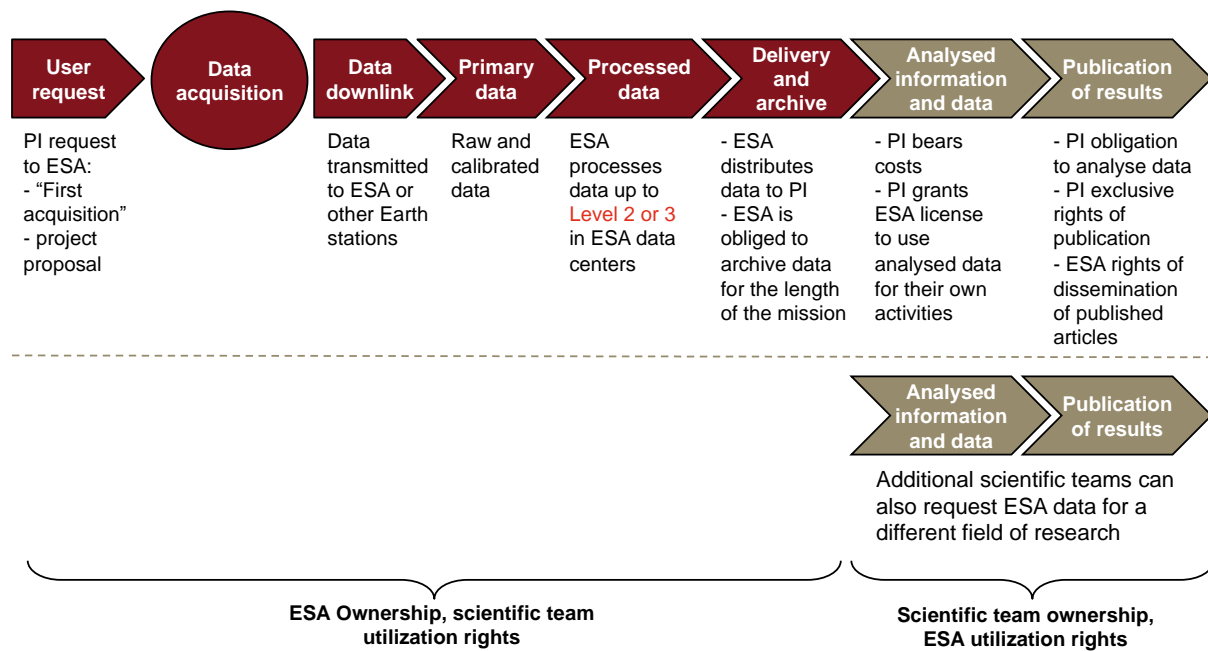 User
request
Data
acquisition
Data
downlink
Primary
data
Processed
data
Delivery
and
archive
Analysed
information
and data
Publication
of results
PI request
to ESA:
- “First
acquisition”
- project
proposal
Data
transmitted
to ESA or
other Earth
stations
Raw and
calibrated
data
ESA
processes
data up to
Level 2 or 3
in ESA data
centers
- ESA
distributes
data to PI
- ESA is
obliged to
archive data
for the length
of the mission
- PI bears
costs
- PI grants
ESA license
to use
analysed data
for their own
activities
- PI obligation
to analyse data
- PI exclusive
rights of
publication
- ESA rights of
dissemination
of published
articles
Analysed
information
and data
Publication
of results
Additional scientific teams can
also request ESA data for a
different field of research
ESA Ownership, scientific team
utilization rights
Scientific team ownership,
ESA utilization rights